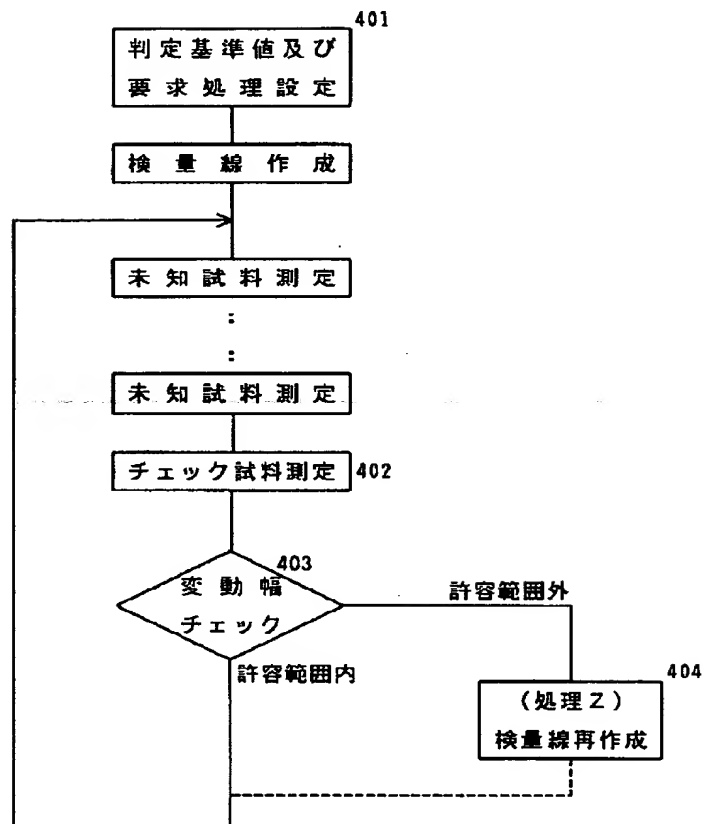 401
判定基準値及び
要求処理設定
検量線作成
未知試料測定
:
:
未知試料測定
チェック試料測定 402
403
変動幅
チェック
許容範囲外
許容範囲内
404
(処理Z)
検量線再作成